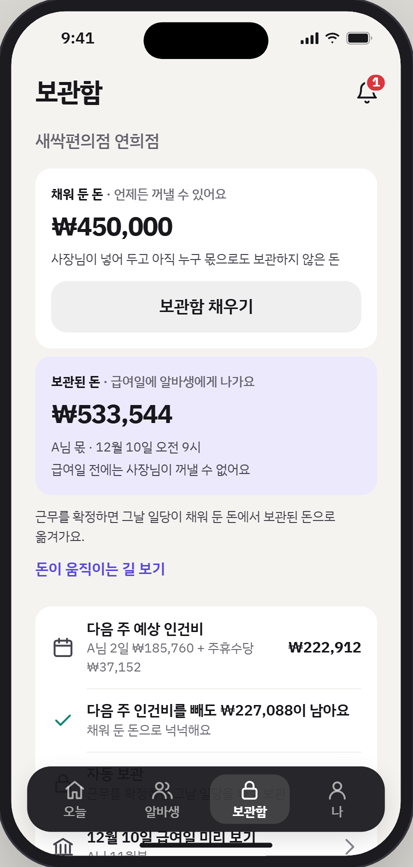 9:41
보관함
1
새싹편의점 연희점
채워 둔 돈 · 언제든 꺼낼 수 있어요
₩450,000
사장님이 넣어 두고 아직 누구 몫으로도 보관하지 않은 돈
보관함 채우기
보관된 돈 · 급여일에 알바생에게 나가요
₩533,544
A님 몫 · 12월 10일 오전 9시
급여일 전에는 사장님이 꺼낼 수 없어요
근무를 확정하면 그날 일당이 채워 둔 돈에서 보관된 돈으로
옮겨가요.
돈이 움직이는 길 보기
다음 주 예상 인건비
A님 2일 ₩185,760 + 주휴수당
₩37,152
₩222,912
다음 주 인건비를 빼도 ₩227,088이 남아요
채워 둔 돈으로 넉넉해요
자동 보관
오늘
알바생
보관함
나
12월 10일 급여일 미리 보기